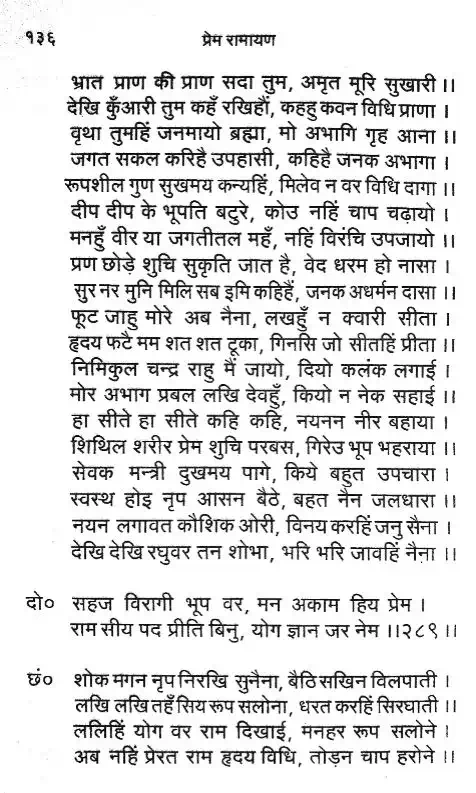 १३६ प्रेम रामायण
भ्रात प्राण की प्राण सदा तुम, अमृत मूरि सुखारी ।।
देखि कुँआरी तुम कहँ रखिहौं, कहहु कवन विधि प्राणा ।
वृथा तुमहिं जनमायो ब्रह्मा, मो अभागि गृह आना ।।
जगत सकल करिहै उपहासी, कहिहै जनक अभागा ।
रूपशील गुण सुखमय कन्यहिं, मिलेव न वर विधि दागा ।।
दीप दीप के भूपति बटुरे, कोउ नहिं चाप चढ़ायो ।
मनहुँ वीर या जगतीतल महँ, नहिं विरंचि उपजायो ।।
प्रण छोड़े शुचि सुकृति जात है, वेद धरम हो नासा ।
सुर नर मुनि मिलि सब इमि कहिहैं, जनक अधर्मन दासा ।।
फूट जाहु मोरे अब नैना, लखहुँ न क्वारी सीता ।
हृदय फटै मम शत शत टूका, गिनसि जो सीतहिं प्रीता ।।
निमिकुल चन्द्र राहु मैं जायो, दियो कलंक लगाई ।
मोर अभाग प्रबल लखि देवहुँ, कियो न नेक सहाई ।।
हा सीते हा सीते कहि कहि, नयनन नीर बहाया ।
शिथिल शरीर प्रेम शुचि परबस, गिरेउ भूप भहराया ।।
सेवक मन्त्री दुखमय पागे, किये बहुत उपचारा ।
स्वस्थ होइ नृप आसन बैठे, बहत नैन जलधारा ।।
नयन लगावत कौशिक ओरी, विनय करहिं जनु सैना ।
देखि देखि रघुवर तन शोभा, भरि भरि जावहिं नैना ।।
दो० सहज विरागी भूप वर, मन अकाम हिय प्रेम ।
राम सीय पद प्रीति बिनु, योग ज्ञान जर नेम ।।२८९।।
छं० शोक मगन नृप निरखि सुनैना, बैठि सखिन विलपाती ।
लखि लखि तहँ सिय रूप सलोना, धरत करहिं सिरघाती ।।
ललिहिं योग वर राम दिखाई, मनहर रूप सलोने ।
अब नहिं प्रेरत राम हृदय विधि, तोड़न चाप हरोने ।।